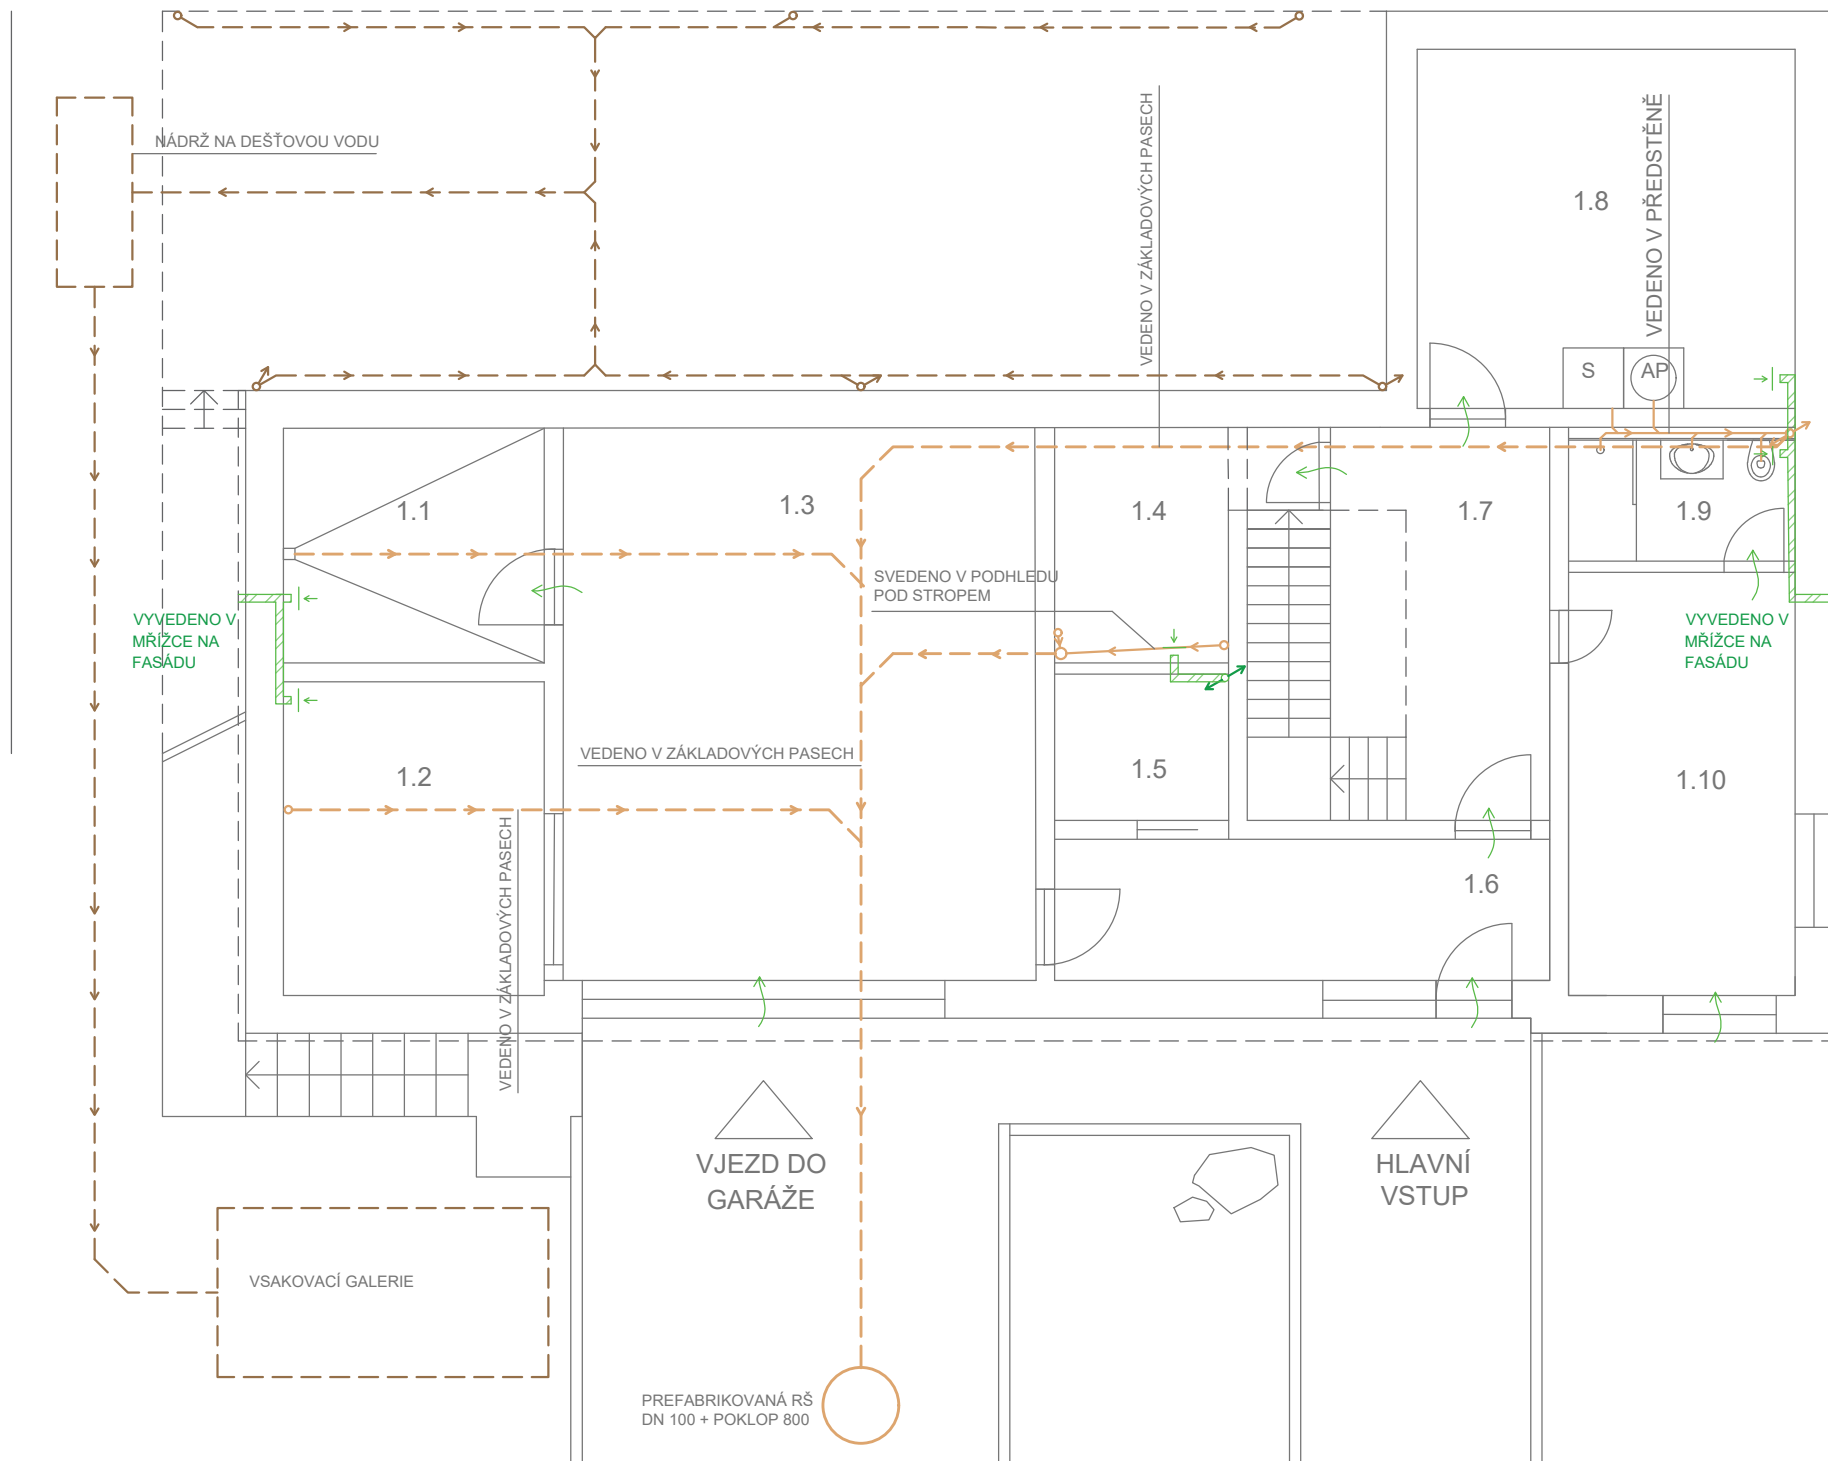 NÁDRŽ NA DEŠŤOVOU VODU
VEDENO V ZÁKLADOVÝCH PASECH
VEDENO V PŘEDSTĚNĚ
1.8
S
AP
1.1
1.3
1.4
1.7
1.9
SVEDENO V PODHLEDU
POD STROPEM
VYVEDENO V
MŘÍŽCE NA
FASÁDU
VYVEDENO V
MŘÍŽCE NA
FASÁDU
VEDENO V ZÁKLADOVÝCH PASECH
1.2
1.5
1.10
VEDENO V ZÁKLADOVÝCH PASECH
1.6
VJEZD DO
GARÁŽE
HLAVNÍ
VSTUP
VSAKOVACÍ GALERIE
PREFABRIKOVANÁ RŠ
DN 100 + POKLOP 800